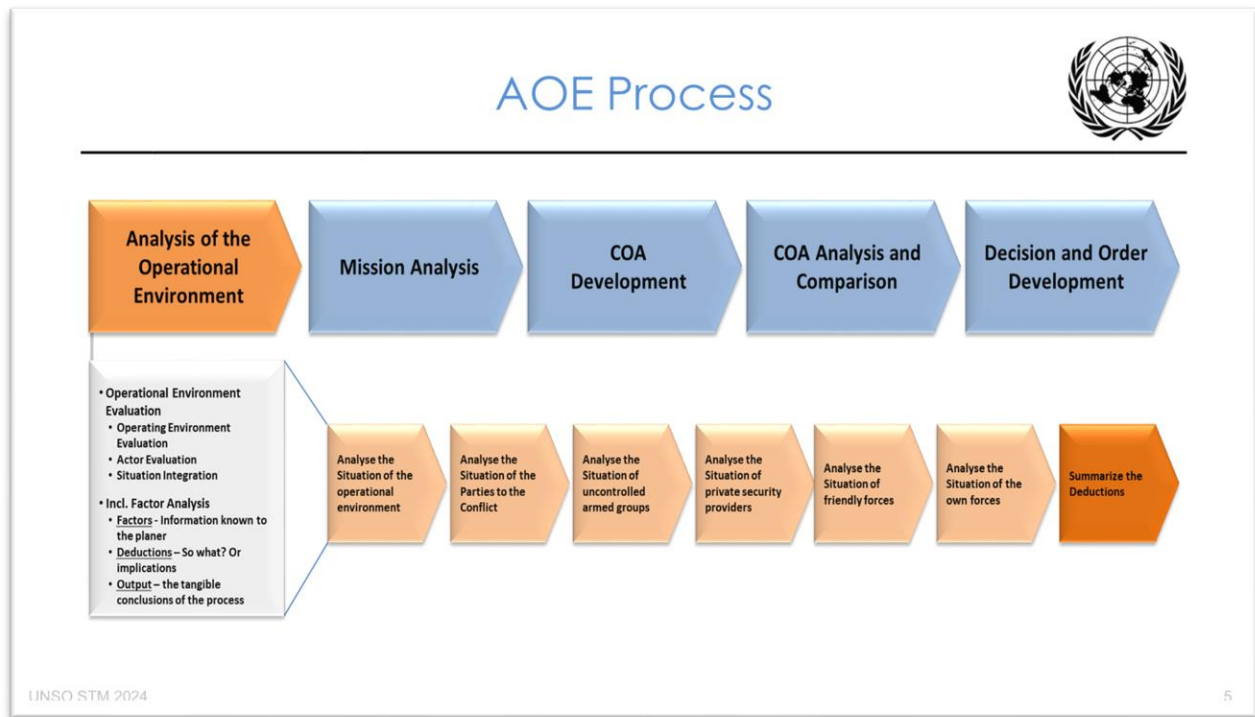 AOE Process
Analysis of the
Operational
Environment
Mission Analysis
COA
Development
COA Analysis and
Comparison
Decision and Order
Development
• Operational Environment
Evaluation
• Operating Environment
Evaluation
• Actor Evaluation
• Situation Integration
• Incl. Factor Analysis
• Factors - Information known to
the planer
• Deductions – So what? Or
implications
• Output – the tangible
conclusions of the process
Analyse the
Situation of the
operational
environment
Analyse the
Situation of the
Parties to the
Conflict
Analyse the
Situation of
uncontrolled
armed groups
Analyse the
Situation of
private security
providers
Analyse the
Situation of
friendly forces
Analyse the
Situation of the
own forces
Summarize the
Deductions
UNSO STM 2024
5